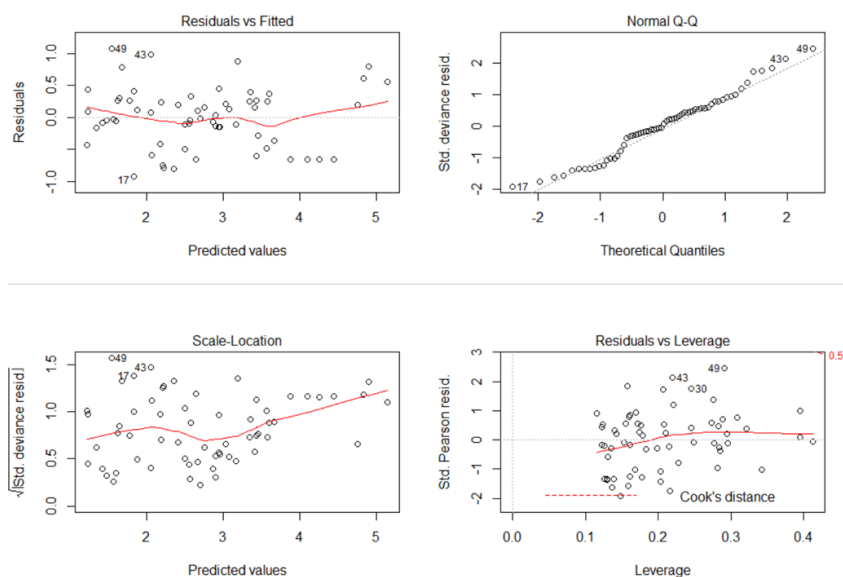 Residuals vs Fitted
Residuals
1.0
0.5
0.0
-1.0
49
43
17
2 3 4 5
Predicted values
Normal Q-Q
Std. deviance resid.
2
1
0
-1
-2
49
43
17
-2 -1 0 1 2
Theoretical Quantiles
Scale-Location
√|Std. deviance resid.|
1.5
1.0
0.5
0.0
49
43
17
2 3 4 5
Predicted values
Residuals vs Leverage
Std. Pearson resid.
3
2
1
0
-1
-2
0.5
49
43
30
Cook's distance
0.0 0.1 0.2 0.3 0.4
Leverage